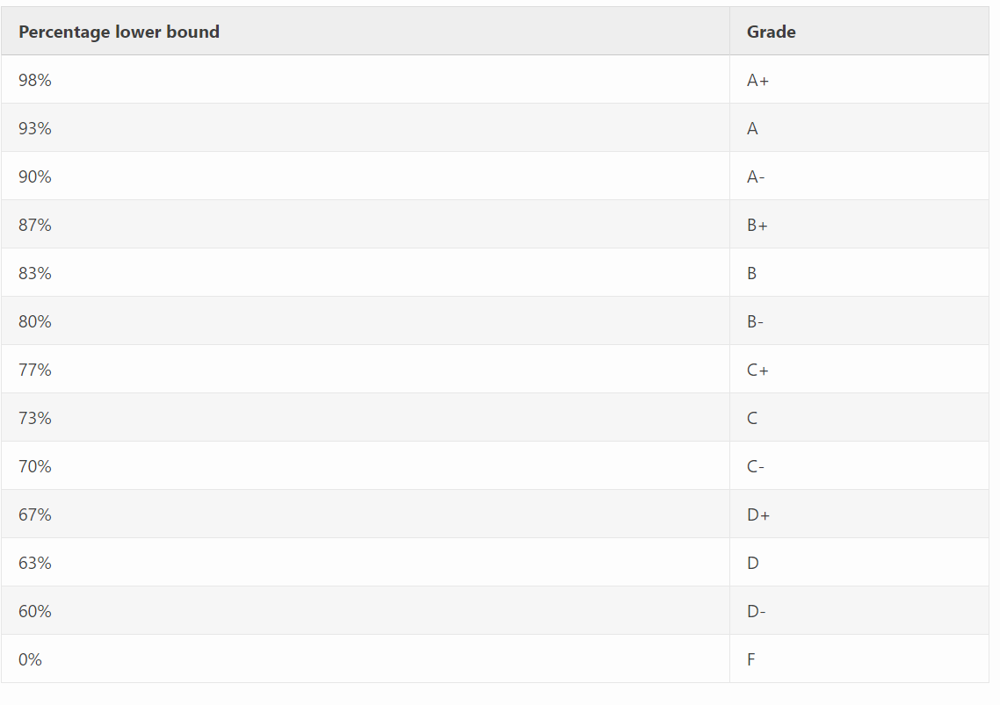 Percentage lower bound Grade
98% A+
93% A
90% A-
87% B+
83% B
80% B-
77% C+
73% C
70% C-
67% D+
63% D
60% D-
0% F